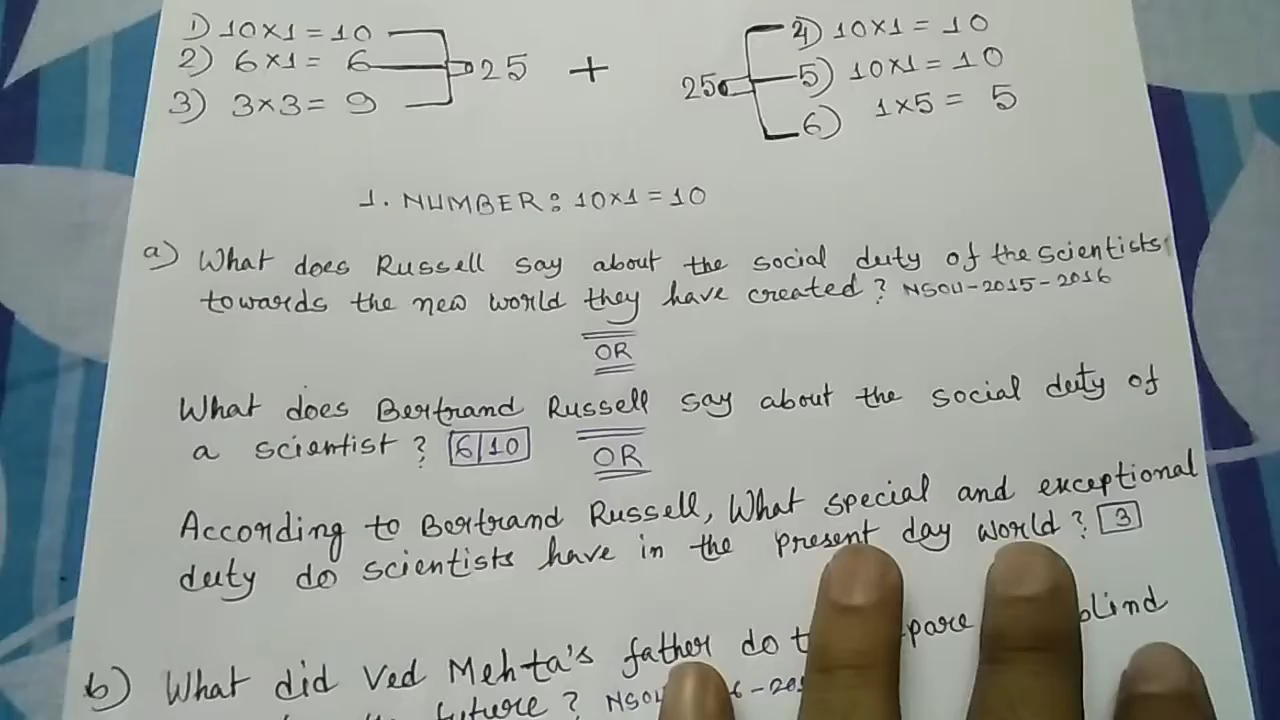 1) 10×1=10
2) 6×1= 6
3) 3×3= 9
25 + 25
4) 10×1=10
5) 10×1=10
6) 1×5= 5
1. NUMBER: 10×1=10
a) What does Russell say about the social duty of the scientists
towards the new world they have created? NSOU-2015-2016
OR
What does Bertrand Russell say about the social duty of
a scientist? 6|10
OR
According to Bertrand Russell, What special and exceptional
duty do scientists have in the present day world? 3
b) What did Ved Mehta's father do blind
future?